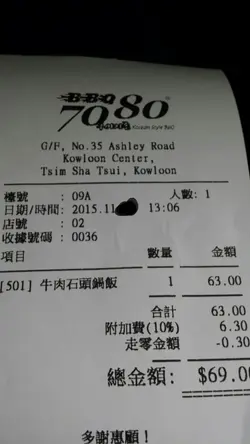 BBQ
7080
G/F, No.35 Ashley Road
Kowloon Center,
Tsim Sha Tsui, Kowloon
檯號 : 09A 人數: 1
日期/時間: 2015.11 13:06
店號 : 02
收據號碼 : 0036
項目 數量 金額
[501] 牛肉石頭鍋飯 1 63.00
合計 63.00
附加費(10%) 6.30
走零金額 -0.30
總金額: $69.0
多謝惠顧!